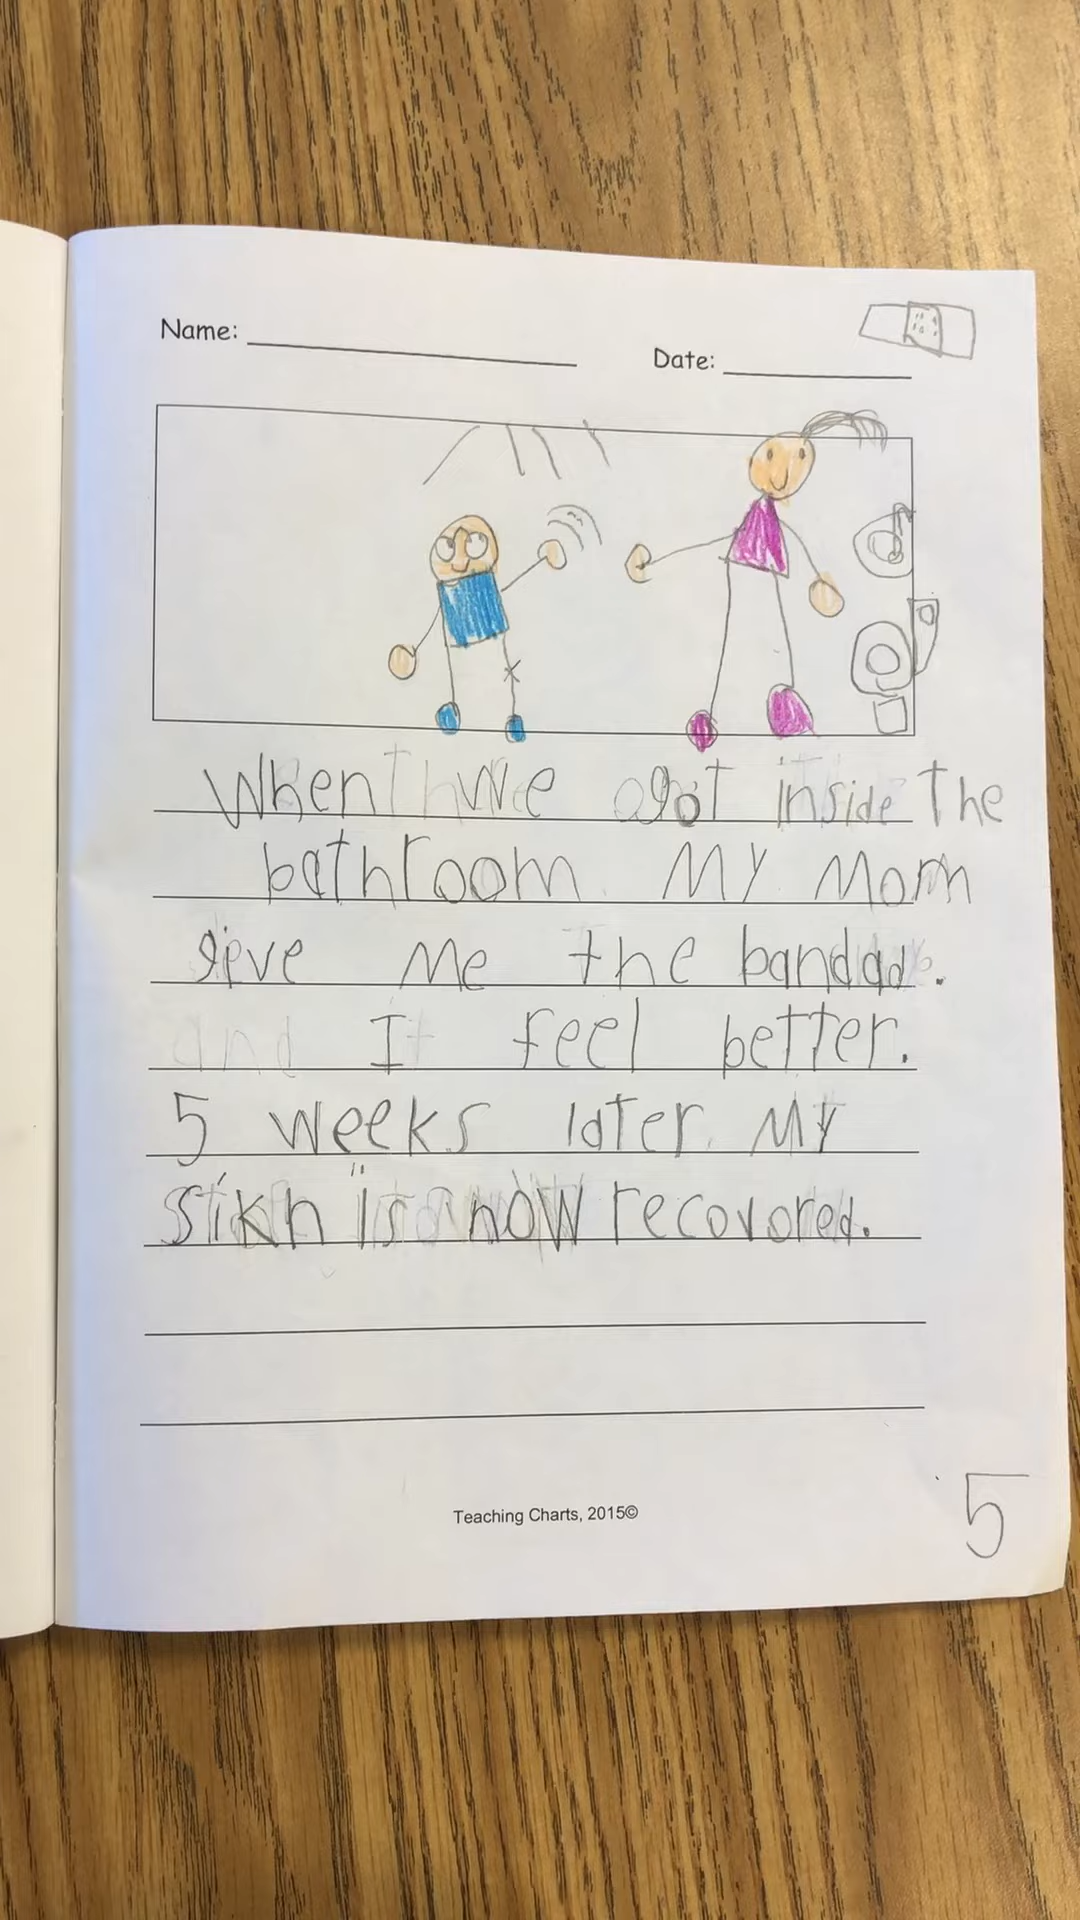 Name:
Date:
When we got inside the
bathroom. My Mom
give me the bandad.
I feel better.
5 weeks later. My
sikn is now recovored.
Teaching Charts, 2015©
5